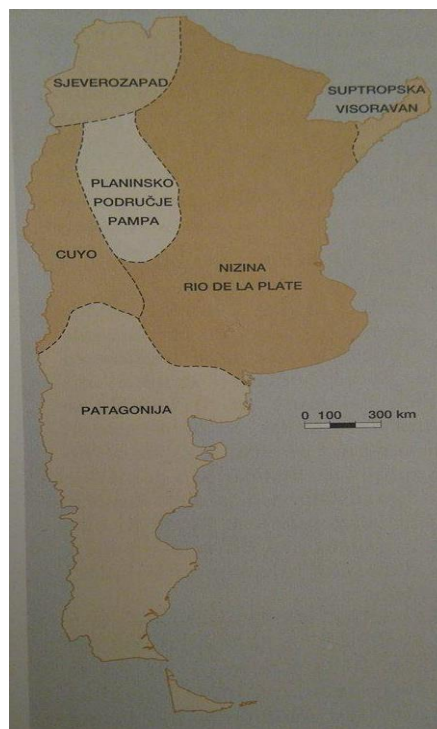 SJEVEROZAPAD
SUPTROPSKA
VISORAVAN
PLANINSKO
PODRUČJE
PAMPA
CUYO
NIZINA
RIO DE LA PLATE
PATAGONIJA
0 100 300 km